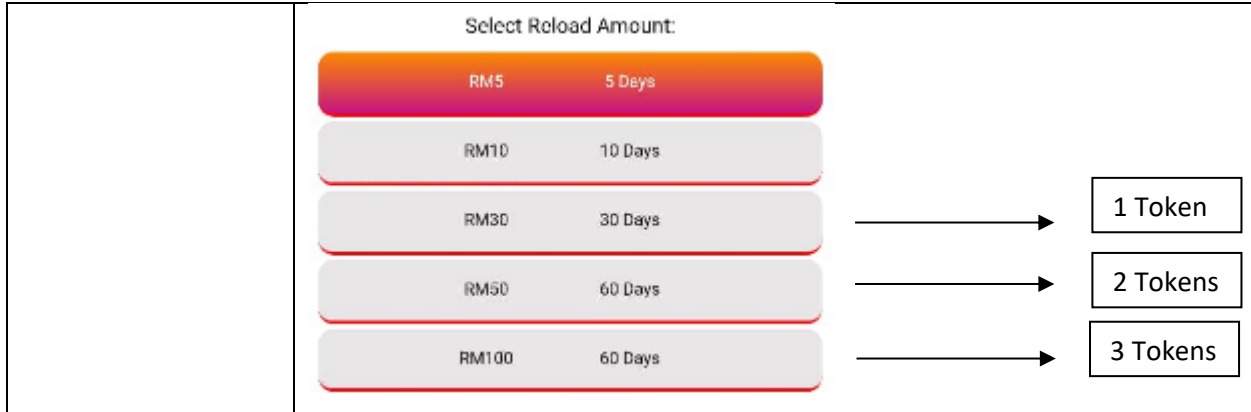 Select Reload Amount:
RM5 5 Days
RM10 10 Days
RM30 30 Days 1 Token
RM50 60 Days 2 Tokens
RM100 60 Days 3 Tokens